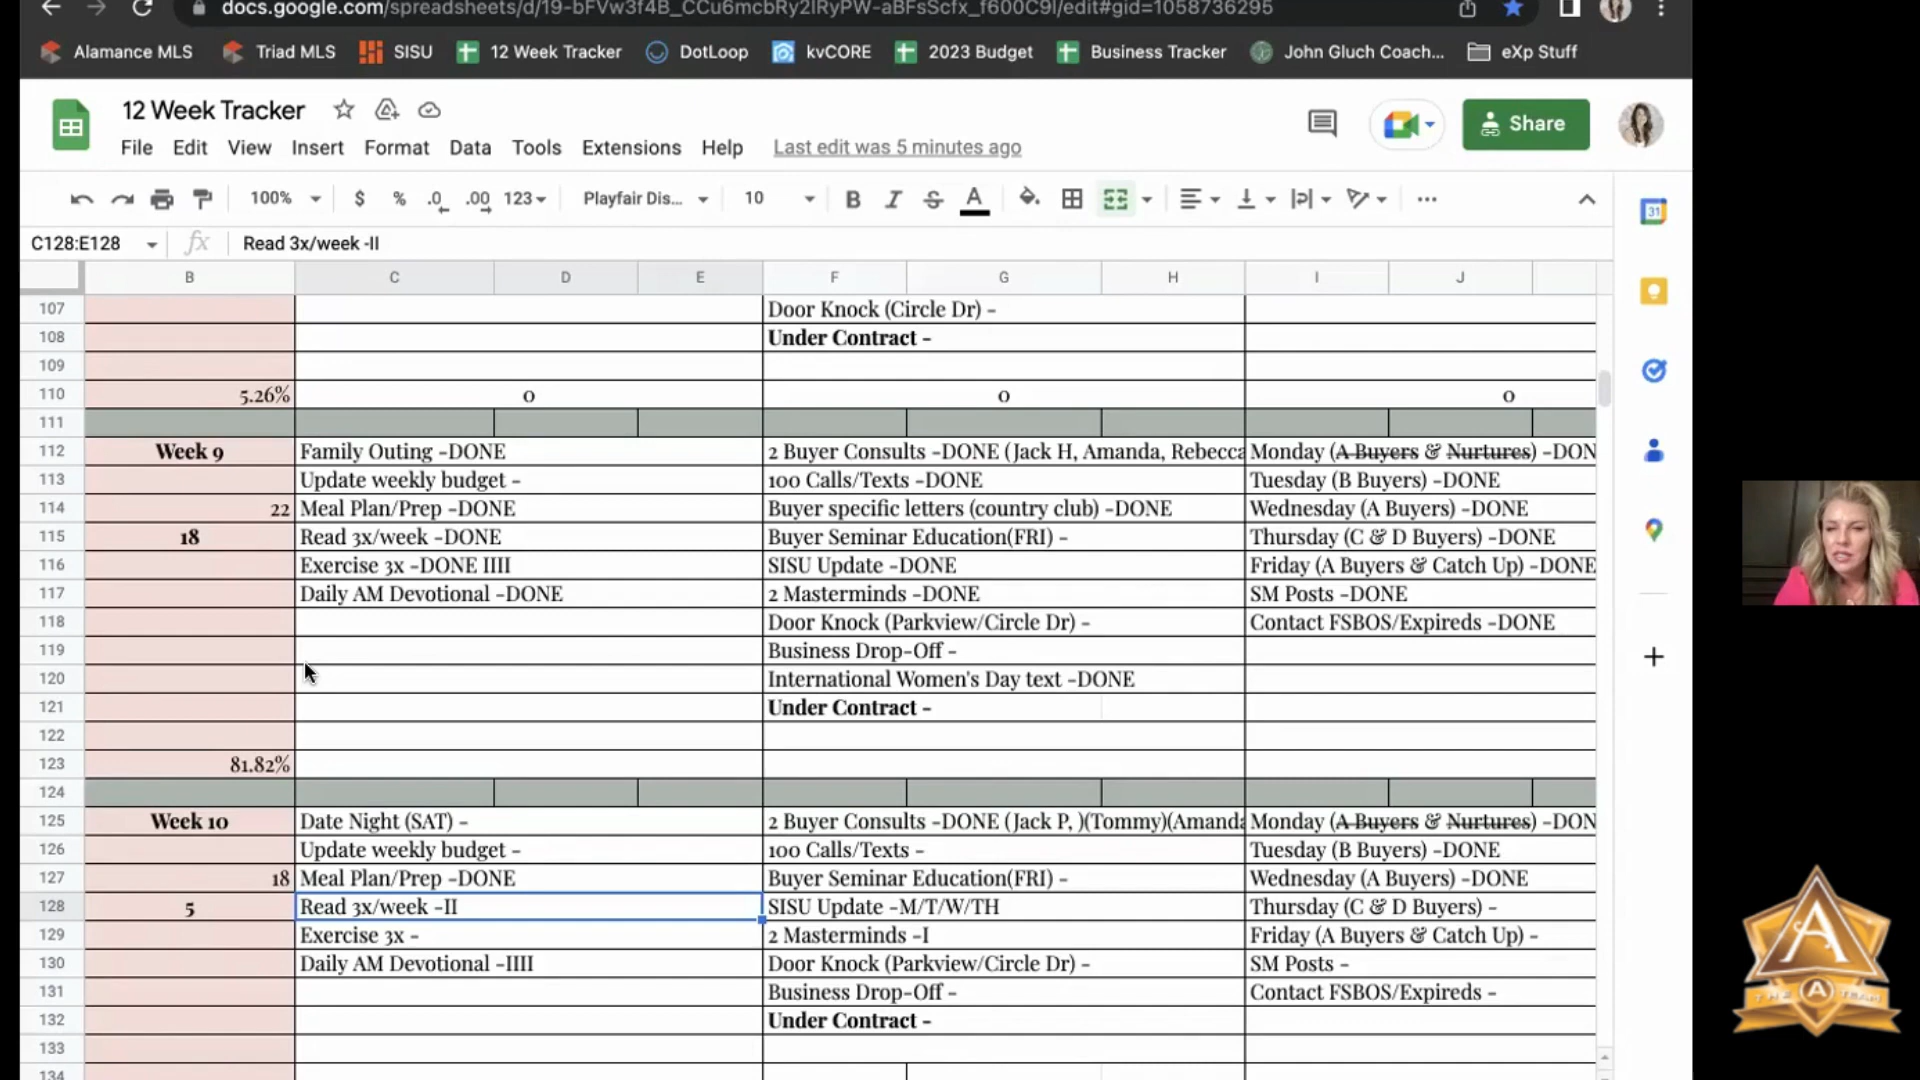 docs.google.com/spreadsheets/d/19-bFVw3f4B_CCu6mcbRy2IRyPW-aBFsScfx_f600C9I/edit#gid=1058736295
Alamance MLS Triad MLS SISU 12 Week Tracker DotLoop kvCORE 2023 Budget Business Tracker John Gluch Coach... eXp Stuff
12 Week Tracker
Share
File Edit View Insert Format Data Tools Extensions Help Last edit was 5 minutes ago
100% $ % .0 .00 123 Playfair Dis... 10 B I S A
31
C128:E128 fx Read 3x/week -II
B C D E F G H I J
107 Door Knock (Circle Dr) -
108 Under Contract -
109
110 5.26% 0 0 0
111
112 Week 9 Family Outing -DONE 2 Buyer Consults -DONE (Jack H, Amanda, Rebecca Monday (A Buyers & Nurtures) -DON
113 Update weekly budget - 100 Calls/Texts -DONE Tuesday (B Buyers) -DONE
114 22 Meal Plan/Prep -DONE Buyer specific letters (country club) -DONE Wednesday (A Buyers) -DONE
115 18 Read 3x/week -DONE Buyer Seminar Education(FRI) - Thursday (C & D Buyers) -DONE
116 Exercise 3x -DONE IIII SISU Update -DONE Friday (A Buyers & Catch Up) -DONE
117 Daily AM Devotional -DONE 2 Masterminds -DONE SM Posts -DONE
118 Door Knock (Parkview/Circle Dr) - Contact FSBOS/Expireds -DONE
119 Business Drop-Off -
120 International Women's Day text -DONE
121 Under Contract -
122
123 81.82%
124
125 Week 10 Date Night (SAT) - 2 Buyer Consults -DONE (Jack P, )(Tommy)(Amanda Monday (A Buyers & Nurtures) -DON
126 Update weekly budget - 100 Calls/Texts - Tuesday (B Buyers) -DONE
127 18 Meal Plan/Prep -DONE Buyer Seminar Education(FRI) - Wednesday (A Buyers) -DONE
128 5 Read 3x/week -II SISU Update -M/T/W/TH Thursday (C & D Buyers) -
129 Exercise 3x - 2 Masterminds -I Friday (A Buyers & Catch Up) -
130 Daily AM Devotional -IIII Door Knock (Parkview/Circle Dr) - SM Posts -
131 Business Drop-Off - Contact FSBOS/Expireds -
132 Under Contract -
133
134
A
THE A TEAM